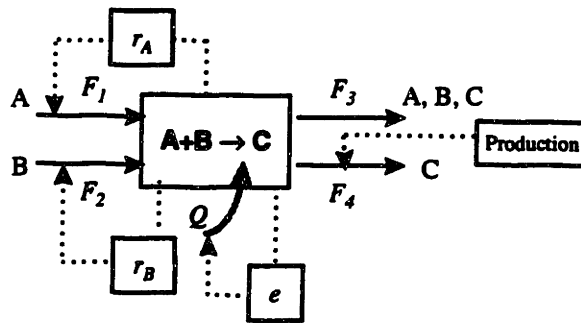 r_A
A F_1 F_3 A, B, C
A+B → C
Production
B F_2 F_4 C
Q
r_B
e